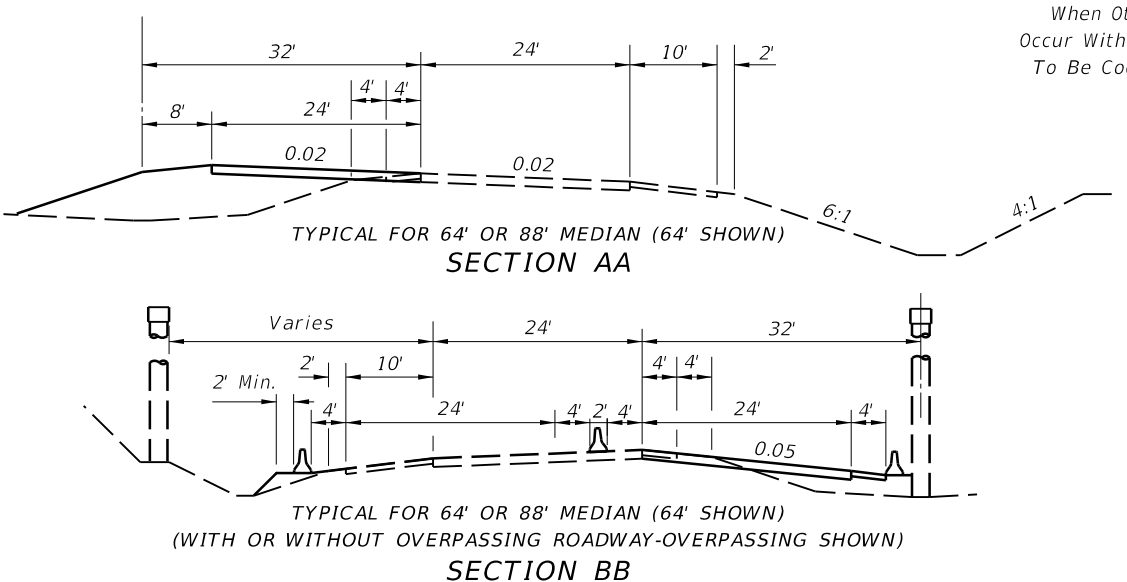 When Ot
Occur With
To Be Coo
32' 24' 10' 2'
4' 4'
8' 24'
0.02 0.02
6:1 4:1
TYPICAL FOR 64' OR 88' MEDIAN (64' SHOWN)
SECTION AA
Varies 24' 32'
2' 10' 4' 4'
2' Min.
4' 24' 4' 2' 4' 24' 4'
0.05
TYPICAL FOR 64' OR 88' MEDIAN (64' SHOWN)
(WITH OR WITHOUT OVERPASSING ROADWAY-OVERPASSING SHOWN)
SECTION BB